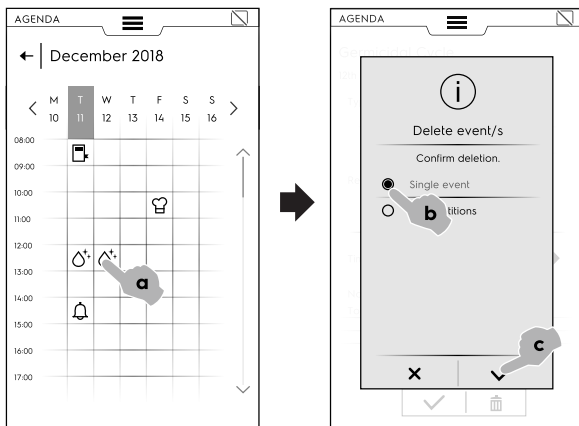 AGENDA
December 2018
M T W T F S S
10 11 12 13 14 15 16
08:00
09:00
10:00
11:00
12:00
13:00
14:00
15:00
16:00
17:00
a
AGENDA
Germicidal Cycle
Delete event/s
Confirm deletion.
Single event
b
titions
c